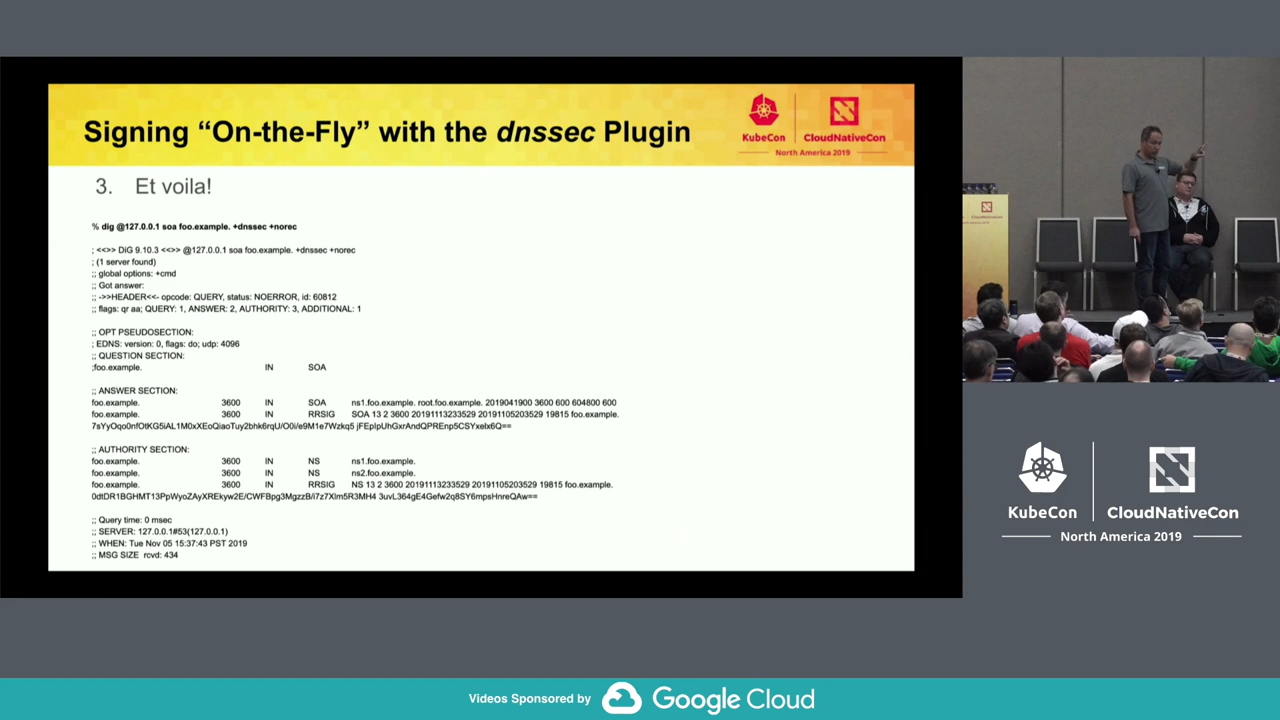 Signing “On-the-Fly” with the dnssec Plugin
KubeCon
CloudNativeCon
North America 2019
3. Et voila!
% dig @127.0.0.1 soa foo.example. +dnssec +norec
; <<>> DiG 9.10.3 <<>> @127.0.0.1 soa foo.example. +dnssec +norec
; (1 server found)
;; global options: +cmd
;; Got answer:
;; ->>HEADER<<- opcode: QUERY, status: NOERROR, id: 60812
;; flags: qr aa; QUERY: 1, ANSWER: 2, AUTHORITY: 3, ADDITIONAL: 1
;; OPT PSEUDOSECTION:
; EDNS: version: 0, flags: do; udp: 4096
;; QUESTION SECTION:
;foo.example. IN SOA
;; ANSWER SECTION:
foo.example. 3600 IN SOA ns1.foo.example. root.foo.example. 2019041900 3600 600 604800 600
foo.example. 3600 IN RRSIG SOA 13 2 3600 20191113233529 20191105203529 19815 foo.example.
7sYyOqo0nfOtKG5iAL1M0xXEoQiaoTuy2bhk6rqU/O0i/e9M1e7Wzkq5 jFEpIpUhGxrAndQPREnp5CSYxelx6Q==
;; AUTHORITY SECTION:
foo.example. 3600 IN NS ns1.foo.example.
foo.example. 3600 IN NS ns2.foo.example.
foo.example. 3600 IN RRSIG NS 13 2 3600 20191113233529 20191105203529 19815 foo.example.
0dtDR1BGHMT13PpWyoZAyXREkyw2E/CWFBpg3MgzzB/i7z7Xlm5R3MH4 3uvL364gE4Gefw2q8SY6mpsHnreQAw==
;; Query time: 0 msec
;; SERVER: 127.0.0.1#53(127.0.0.1)
;; WHEN: Tue Nov 05 15:37:43 PST 2019
;; MSG SIZE rcvd: 434
CloudNativeCon
KubeCon
CloudNativeCon
North America 2019
Videos Sponsored by
Google Cloud